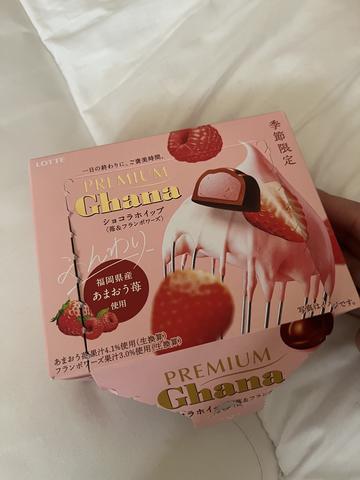 LOTTE
一日の終わりに、ご褒美時間。
PREMIUM
Ghana
ショコラホイップ
〈苺&フランボワーズ〉
季節限定
ふんわり
福岡県産
あまおう苺
使用
あまおう苺果汁4.1%使用(生換算)
フランボワーズ果汁3.0%使用(生換算)
写真はイメージです。
PREMIUM
Ghana